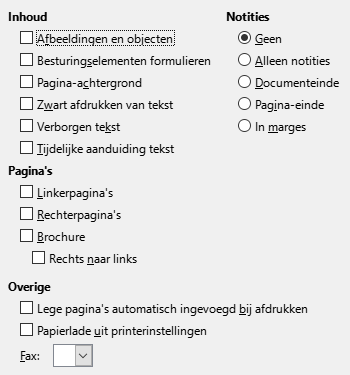 Inhoud
Afbeeldingen en objecten
Besturingselementen formulieren
Pagina-achtergrond
Zwart afdrukken van tekst
Verborgen tekst
Tijdelijke aanduiding tekst
Notities
Geen
Alleen notities
Documenteinde
Pagina-einde
In marges
Pagina's
Linkerpagina's
Rechterpagina's
Brochure
Rechts naar links
Overige
Lege pagina's automatisch ingevoegd bij afdrukken
Papierlade uit printerinstellingen
Fax: